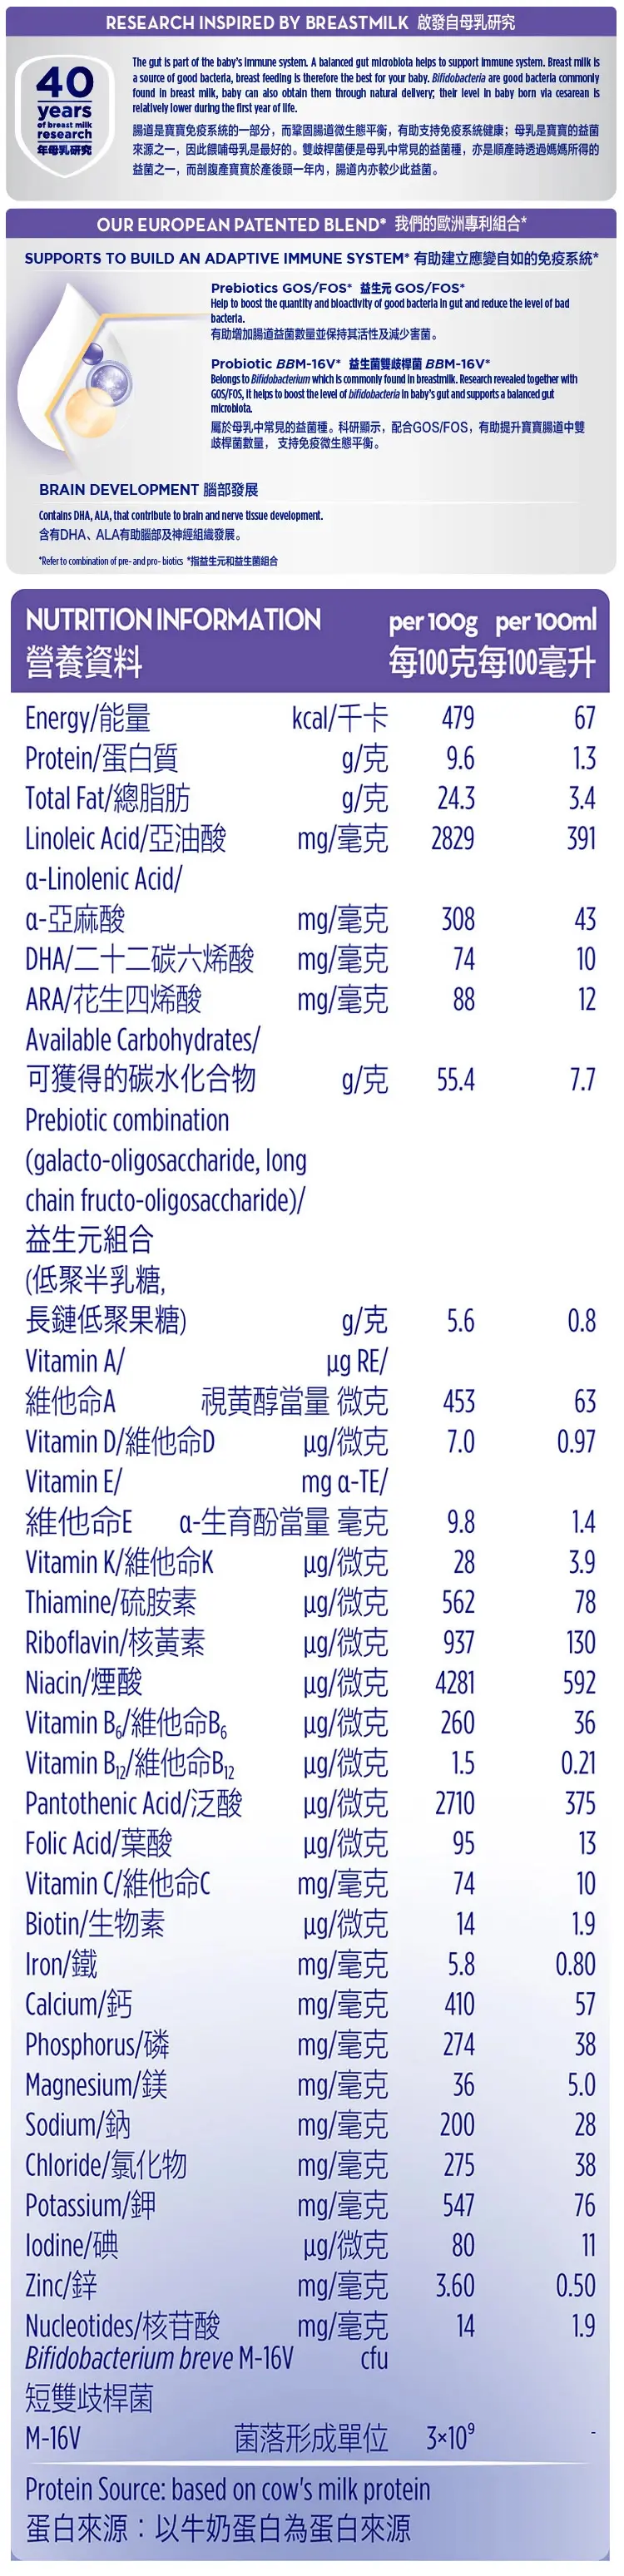 RESEARCH INSPIRED BY BREASTMILK 啟發自母乳研究
40
years
of breast milk
research
年母乳研究
The gut is part of the baby's immune system. A balanced gut microbiota helps to support immune system. Breast milk is
a source of good bacteria, breast feeding is therefore the best for your baby. Bifidobacteria are good bacteria commonly
found in breast milk, baby can also obtain them through natural delivery; their level in baby born via cesarean is
relatively lower during the first year of life.
腸道是寶寶免疫系統的一部分，而鞏固腸道微生態平衡，有助支持免疫系統健康；母乳是寶寶的益菌
來源之一，因此餵哺母乳是最好的。雙歧桿菌便是母乳中常見的益菌種，亦是順產時透過媽媽所得的
益菌之一，而剖腹產寶寶於產後頭一年內，腸道內亦較少此益菌。
OUR EUROPEAN PATENTED BLEND* 我們的歐洲專利組合*
SUPPORTS TO BUILD AN ADAPTIVE IMMUNE SYSTEM* 有助建立應變自如的免疫系統*
Prebiotics GOS/FOS* 益生元 GOS/FOS*
Help to boost the quantity and bioactivity of good bacteria in gut and reduce the level of bad
bacteria.
有助增加腸道益菌數量並保持其活性及減少害菌。
Probiotic BBM-16V* 益生菌雙歧桿菌 BBM-16V*
Belongs to Bifidobacterium which is commonly found in breastmilk. Research revealed together with
GOS/FOS, it helps to boost the level of bifidobacteria in baby's gut and supports a balanced gut
microbiota.
屬於母乳中常見的益菌種。科研顯示，配合GOS/FOS，有助提升寶寶腸道中雙
歧桿菌數量，支持免疫微生態平衡。
BRAIN DEVELOPMENT 腦部發展
Contains DHA, ALA, that contribute to brain and nerve tissue development.
含有DHA、ALA有助腦部及神經組織發展。
*Refer to combination of pre- and pro- biotics *指益生元和益生菌組合
NUTRITION INFORMATION per 100g per 100ml
營養資料 每100克 每100毫升
Energy/能量 kcal/千卡 479 67
Protein/蛋白質 g/克 9.6 1.3
Total Fat/總脂肪 g/克 24.3 3.4
Linoleic Acid/亞油酸 mg/毫克 2829 391
α-Linolenic Acid/
α-亞麻酸 mg/毫克 308 43
DHA/二十二碳六烯酸 mg/毫克 74 10
ARA/花生四烯酸 mg/毫克 88 12
Available Carbohydrates/
可獲得的碳水化合物 g/克 55.4 7.7
Prebiotic combination
(galacto-oligosaccharide, long
chain fructo-oligosaccharide)/
益生元組合
(低聚半乳糖,
長鏈低聚果糖) g/克 5.6 0.8
Vitamin A/ µg RE/
維他命A 視黃醇當量 微克 453 63
Vitamin D/維他命D µg/微克 7.0 0.97
Vitamin E/ mg α-TE/
維他命E α-生育酚當量 毫克 9.8 1.4
Vitamin K/維他命K µg/微克 28 3.9
Thiamine/硫胺素 µg/微克 562 78
Riboflavin/核黃素 µg/微克 937 130
Niacin/煙酸 µg/微克 4281 592
Vitamin B6/維他命B6 µg/微克 260 36
Vitamin B12/維他命B12 µg/微克 1.5 0.21
Pantothenic Acid/泛酸 µg/微克 2710 375
Folic Acid/葉酸 µg/微克 95 13
Vitamin C/維他命C mg/毫克 74 10
Biotin/生物素 µg/微克 14 1.9
Iron/鐵 mg/毫克 5.8 0.80
Calcium/鈣 mg/毫克 410 57
Phosphorus/磷 mg/毫克 274 38
Magnesium/鎂 mg/毫克 36 5.0
Sodium/鈉 mg/毫克 200 28
Chloride/氯化物 mg/毫克 275 38
Potassium/鉀 mg/毫克 547 76
Iodine/碘 µg/微克 80 11
Zinc/鋅 mg/毫克 3.60 0.50
Nucleotides/核苷酸 mg/毫克 14 1.9
Bifidobacterium breve M-16V cfu
短雙歧桿菌
M-16V 菌落形成單位 3×10⁹ -
Protein Source: based on cow's milk protein
蛋白來源：以牛奶蛋白為蛋白來源